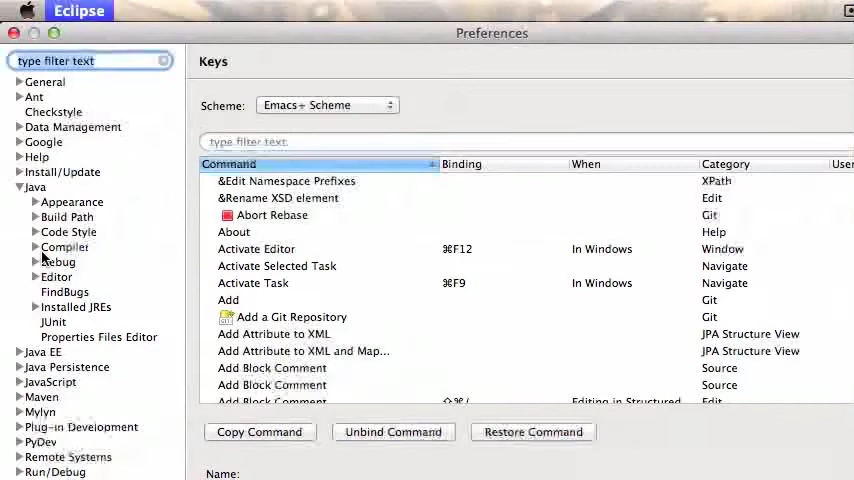 Eclipse
Preferences
type filter text
General
Ant
Checkstyle
Data Management
Google
Help
Install/Update
Java
Appearance
Build Path
Code Style
Compiler
Debug
Editor
FindBugs
Installed JREs
JUnit
Properties Files Editor
Java EE
Java Persistence
JavaScript
Maven
Mylyn
Plug-in Development
PyDev
Remote Systems
Run/Debug
Keys
Scheme: Emacs+ Scheme
type filter text
Command Binding When Category User
&Edit Namespace Prefixes XPath
&Rename XSD element Edit
Abort Rebase Git
About Help
Activate Editor ⌘F12 In Windows Window
Activate Selected Task Navigate
Activate Task ⌘F9 In Windows Navigate
Add Git
Add a Git Repository Git
Add Attribute to XML JPA Structure View
Add Attribute to XML and Map... JPA Structure View
Add Block Comment Source
Add Block Comment Source
Add Block Comment ⇧⌘/ Editing in Structured Edit
Copy Command Unbind Command Restore Command
Name: